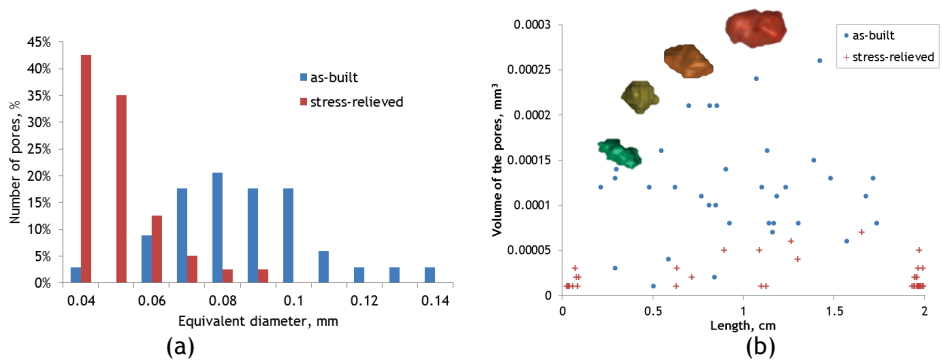 45%
40%
35%
30%
25%
20%
15%
10%
5%
0%
Number of pores, %
as-built
stress-relieved
0.04 0.06 0.08 0.1 0.12 0.14
Equivalent diameter, mm
(a)
0.0003
0.00025
0.0002
0.00015
0.0001
0.00005
0
Volume of the pores, mm³
as-built
stress-relieved
0 0.5 1 1.5 2
Length, cm
(b)